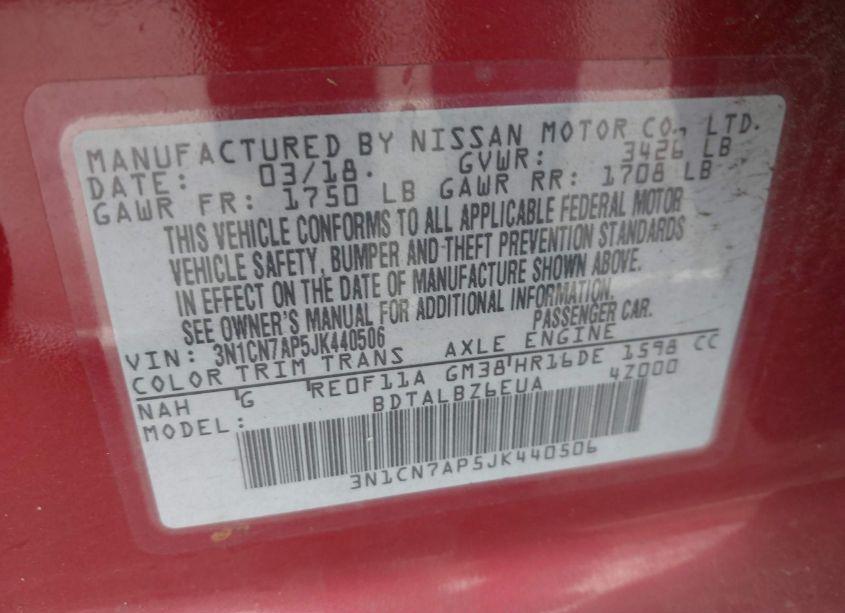 MANUFACTURED BY NISSAN MOTOR CO., LTD.
DATE: 03/18 GVWR: 3426 LB
GAWR FR: 1750 LB GAWR RR: 1708 LB
THIS VEHICLE CONFORMS TO ALL APPLICABLE FEDERAL MOTOR
VEHICLE SAFETY, BUMPER AND THEFT PREVENTION STANDARDS
IN EFFECT ON THE DATE OF MANUFACTURE SHOWN ABOVE.
SEE OWNER'S MANUAL FOR ADDITIONAL INFORMATION.
VIN: 3N1CN7AP5JK440506 PASSENGER CAR.
COLOR TRIM TRANS AXLE ENGINE
NAH G RE0F11A GM38 HR16DE 1598 CC
MODEL: BDTALBZ6EUA 4Z000
3N1CN7AP5JK440506